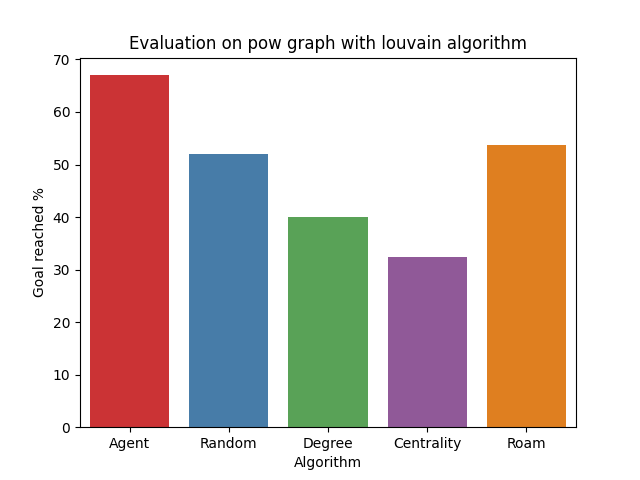 Evaluation on pow graph with louvain algorithm
70
60
50
40
30
20
10
0
Goal reached %
Agent Random Degree Centrality Roam
Algorithm